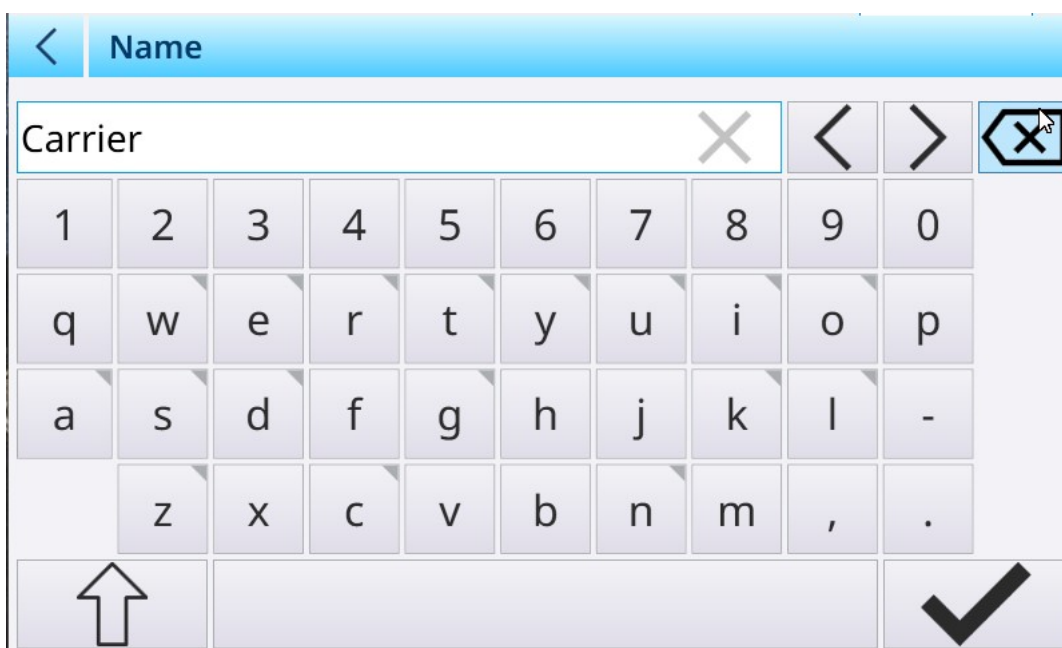 Name
Carrier
1 2 3 4 5 6 7 8 9 0
q w e r t y u i o p
a s d f g h j k l -
z x c v b n m , .